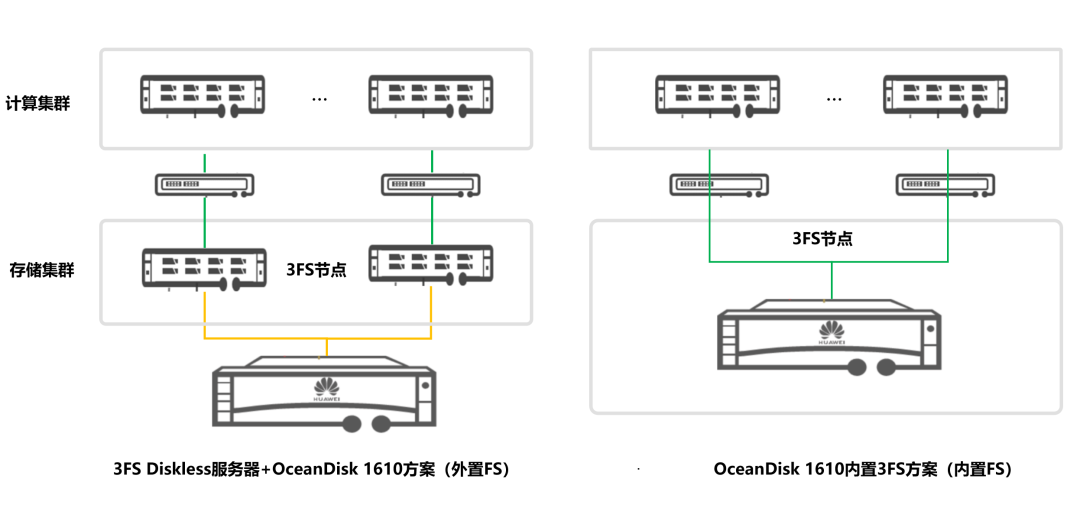 计算集群
...
...
存储集群
3FS节点
3FS节点
HUAWEI
HUAWEI
3FS Diskless服务器+OceanDisk 1610方案（外置FS）
OceanDisk 1610内置3FS方案（内置FS）